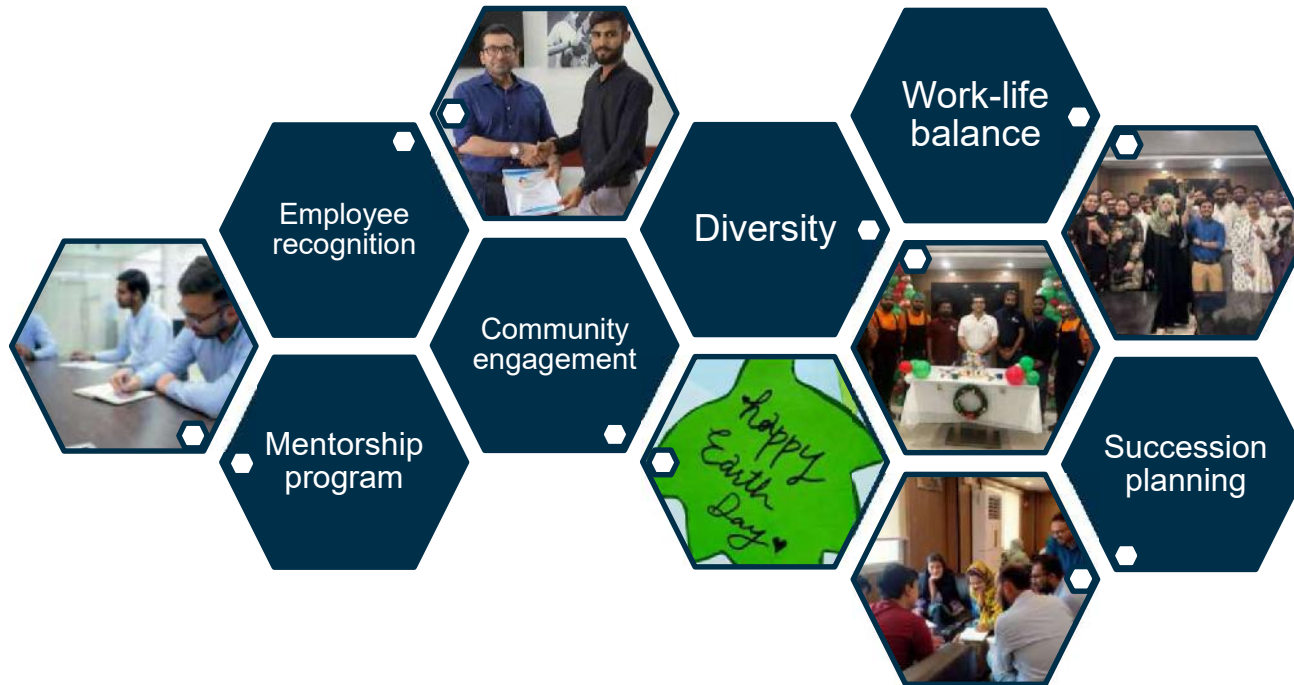 Work-life
balance
Employee
recognition
Diversity
Community
engagement
Mentorship
program
Succession
planning
happy
Earth
Day